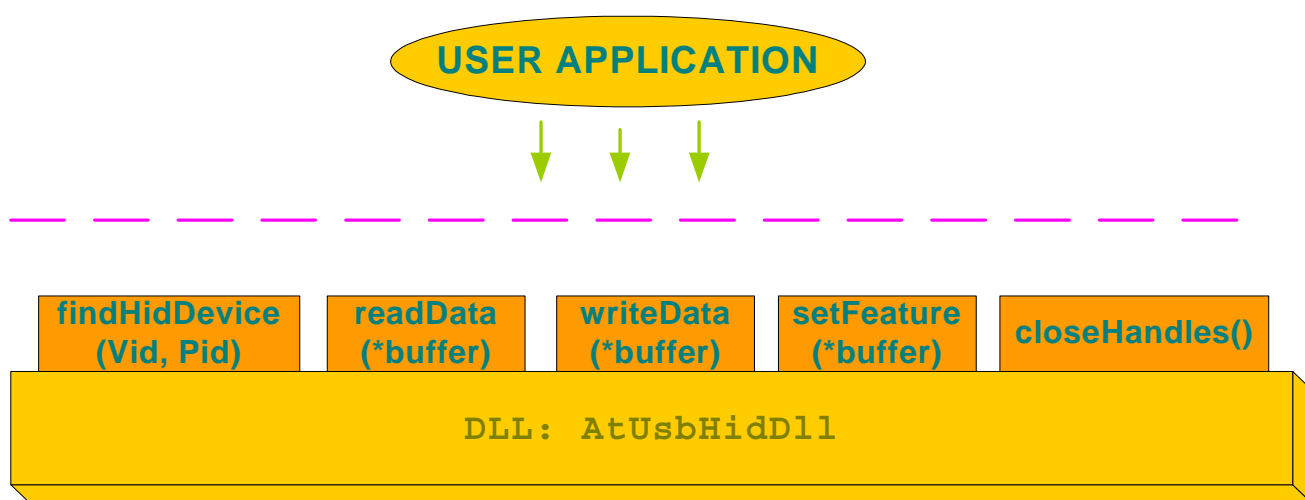 USER APPLICATION
findHidDevice
(Vid, Pid)
readData
(*buffer)
writeData
(*buffer)
setFeature
(*buffer)
closeHandles()
DLL: AtUsbHidDll